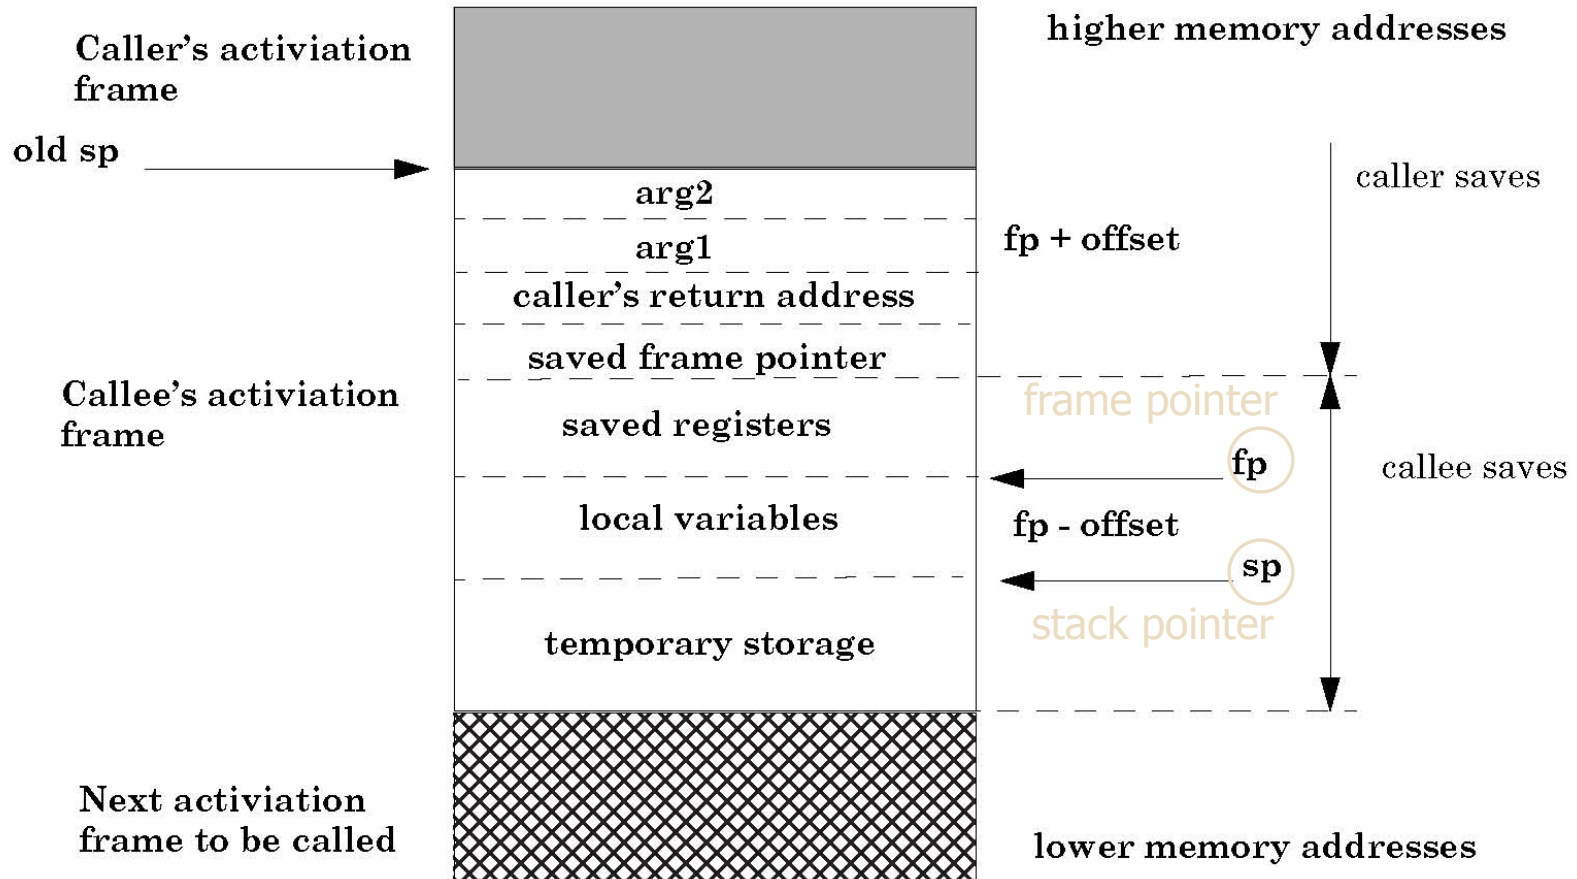 higher memory addresses
Caller's activiation
frame
old sp
caller saves
arg2
fp + offset
arg1
caller's return address
saved frame pointer
Callee's activiation
frame
frame pointer
saved registers
fp
callee saves
local variables
fp - offset
sp
stack pointer
temporary storage
Next activiation
frame to be called
lower memory addresses